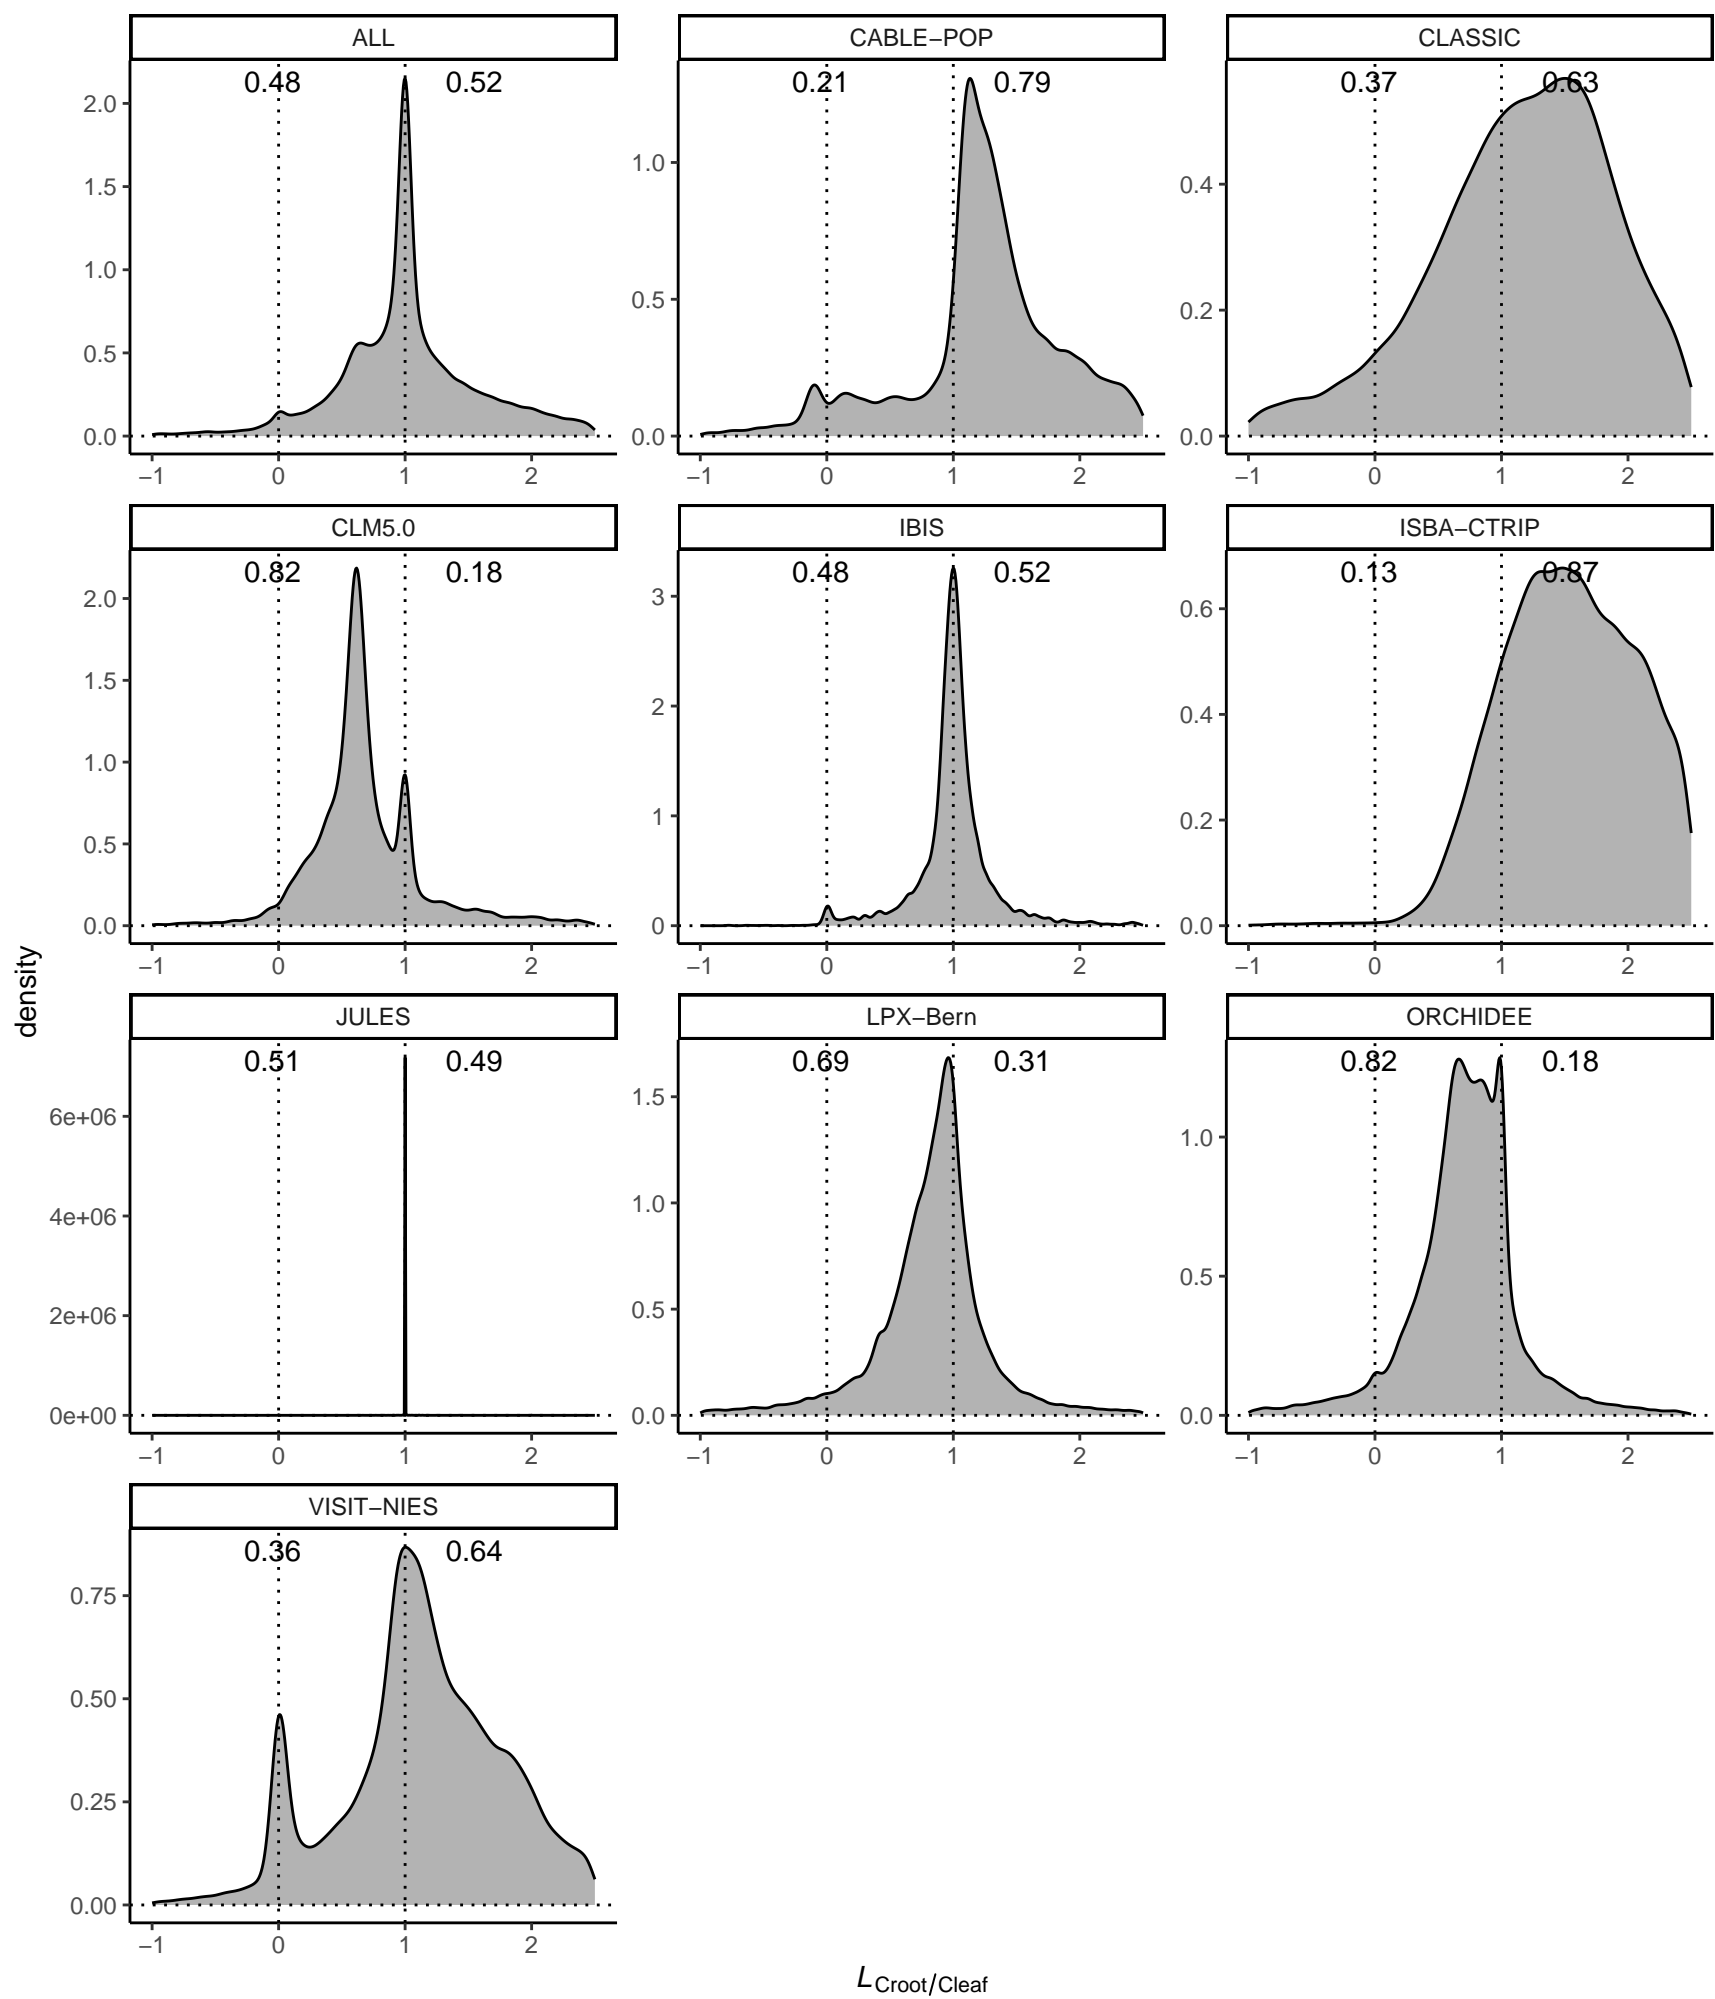 ALL
CABLE−POP
CLASSIC
0.48 0.52
0.21 0.79
0.37 0.63
2.0
1.5
1.0
0.5
0.0
1.0
0.5
0.0
0.4
0.2
0.0
−1 0 1 2
−1 0 1 2
−1 0 1 2
CLM5.0
IBIS
ISBA−CTRIP
0.82 0.18
0.48 0.52
0.13 0.87
2.0
1.5
1.0
0.5
0.0
3
2
1
0
0.6
0.4
0.2
0.0
−1 0 1 2
−1 0 1 2
−1 0 1 2
density
JULES
LPX−Bern
ORCHIDEE
0.51 0.49
0.69 0.31
0.82 0.18
6e+06
4e+06
2e+06
0e+00
1.5
1.0
0.5
0.0
1.0
0.5
0.0
−1 0 1 2
−1 0 1 2
−1 0 1 2
VISIT−NIES
0.36 0.64
0.75
0.50
0.25
0.00
−1 0 1 2
L Croot/Cleaf